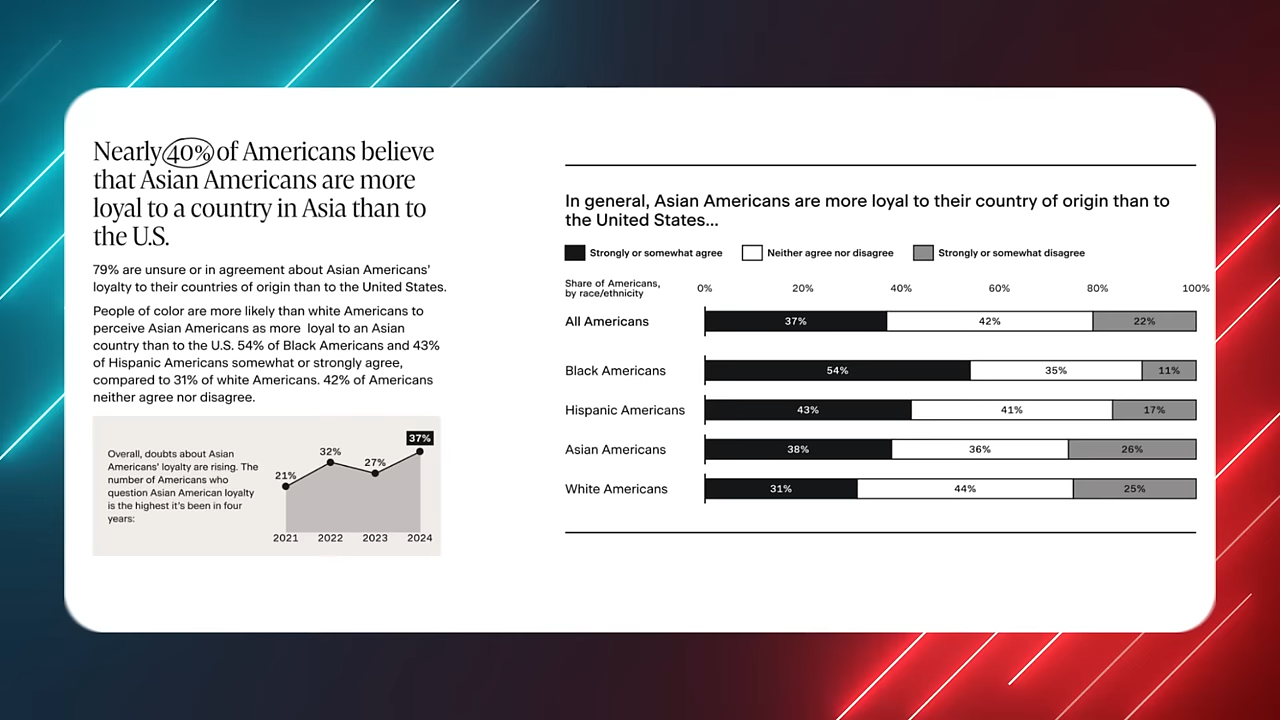 Nearly 40% of Americans believe
that Asian Americans are more
loyal to a country in Asia than to
the U.S.
79% are unsure or in agreement about Asian Americans’
loyalty to their countries of origin than to the United States.
People of color are more likely than white Americans to
perceive Asian Americans as more loyal to an Asian
country than to the U.S. 54% of Black Americans and 43%
of Hispanic Americans somewhat or strongly agree,
compared to 31% of white Americans. 42% of Americans
neither agree nor disagree.
Overall, doubts about Asian
Americans’ loyalty are rising. The
number of Americans who
question Asian American loyalty
is the highest it’s been in four
years:
21%
32%
27%
37%
2021 2022 2023 2024
In general, Asian Americans are more loyal to their country of origin than to
the United States...
Strongly or somewhat agree Neither agree nor disagree Strongly or somewhat disagree
Share of Americans,
by race/ethnicity
0% 20% 40% 60% 80% 100%
All Americans 37% 42% 22%
Black Americans 54% 35% 11%
Hispanic Americans 43% 41% 17%
Asian Americans 38% 36% 26%
White Americans 31% 44% 25%